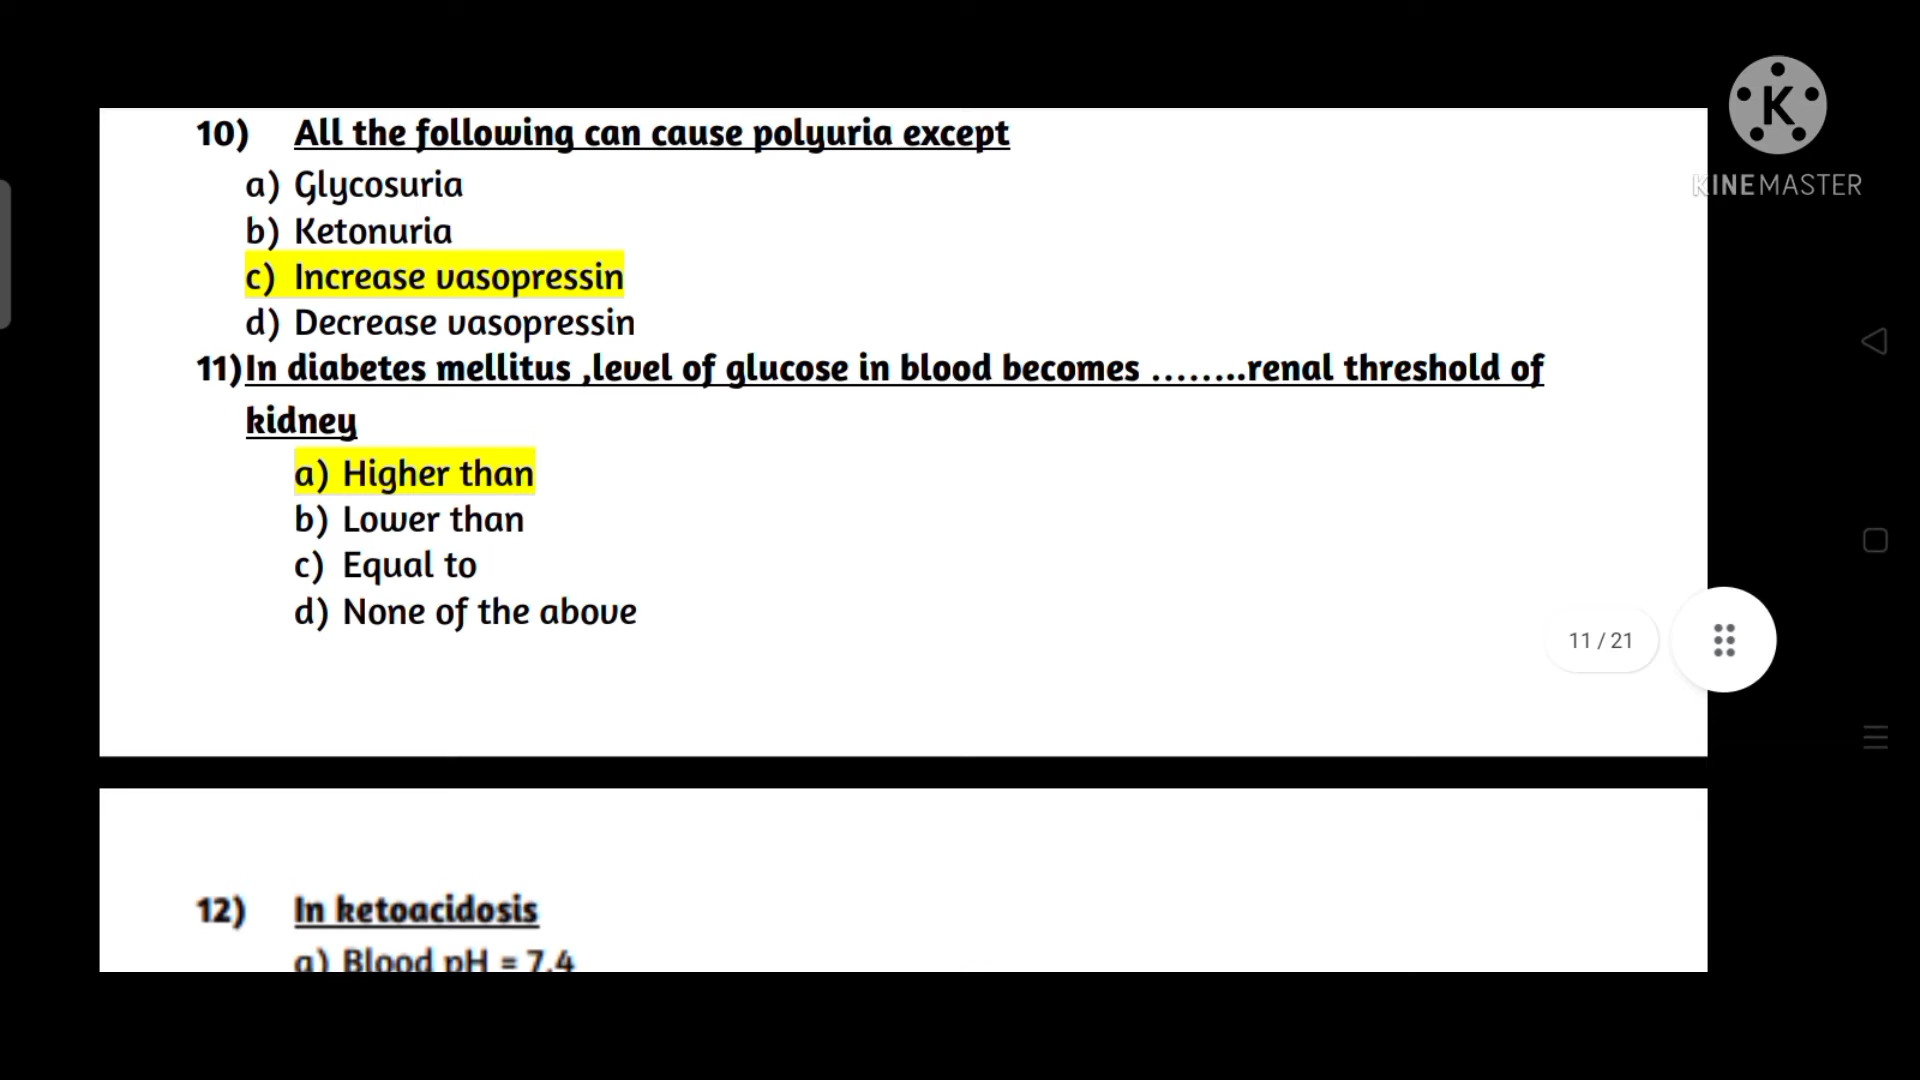 10) All the following can cause polyuria except
a) Glycosuria
b) Ketonuria
c) Increase vasopressin
d) Decrease vasopressin
11) In diabetes mellitus ,level of glucose in blood becomes ........renal threshold of
kidney
a) Higher than
b) Lower than
c) Equal to
d) None of the above
12) In ketoacidosis
a) Blood pH = 7.4
K
KINEMASTER
11 / 21